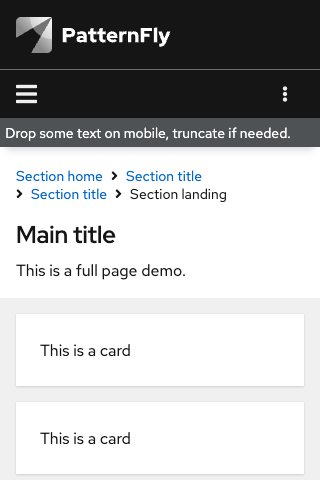 PatternFly
Drop some text on mobile, truncate if needed.
Section home Section title
Section title Section landing
Main title
This is a full page demo.
This is a card
This is a card